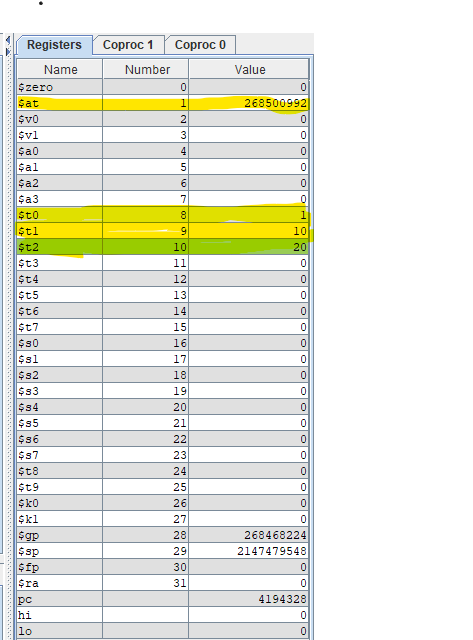 Registers Coproc 1 Coproc 0
Name Number Value
$zero 0 0
$at 1 268500992
$v0 2 0
$v1 3 0
$a0 4 0
$a1 5 0
$a2 6 0
$a3 7 0
$t0 8 1
$t1 9 10
$t2 10 20
$t3 11 0
$t4 12 0
$t5 13 0
$t6 14 0
$t7 15 0
$s0 16 0
$s1 17 0
$s2 18 0
$s3 19 0
$s4 20 0
$s5 21 0
$s6 22 0
$s7 23 0
$t8 24 0
$t9 25 0
$k0 26 0
$k1 27 0
$gp 28 268468224
$sp 29 2147479548
$fp 30 0
$ra 31 0
pc 4194328
hi 0
lo 0